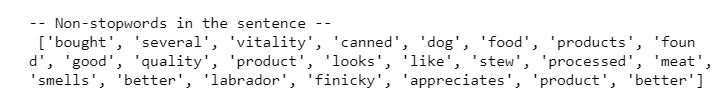 -- Non-stopwords in the sentence --
['bought', 'several', 'vitality', 'canned', 'dog', 'food', 'products', 'foun
d', 'good', 'quality', 'product', 'looks', 'like', 'stew', 'processed', 'meat',
'smells', 'better', 'labrador', 'finicky', 'appreciates', 'product', 'better']